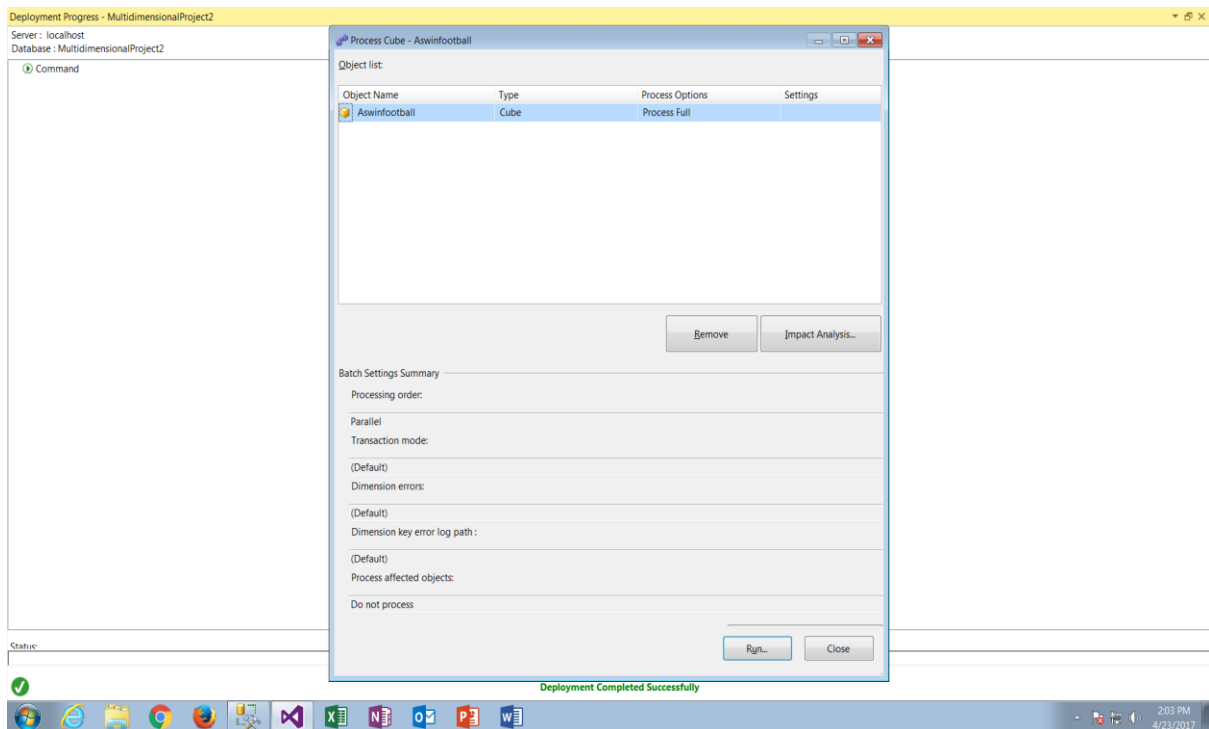 Deployment Progress - MultidimensionalProject2
Server : localhost
Database : MultidimensionalProject2
Command
Process Cube - Aswinfootball
Object list:
Object Name Type Process Options Settings
Aswinfootball Cube Process Full
Remove Impact Analysis...
Batch Settings Summary
Processing order:
Parallel
Transaction mode:
(Default)
Dimension errors:
(Default)
Dimension key error log path :
(Default)
Process affected objects:
Do not process
Run... Close
Status:
Deployment Completed Successfully
2:03 PM
4/23/2017